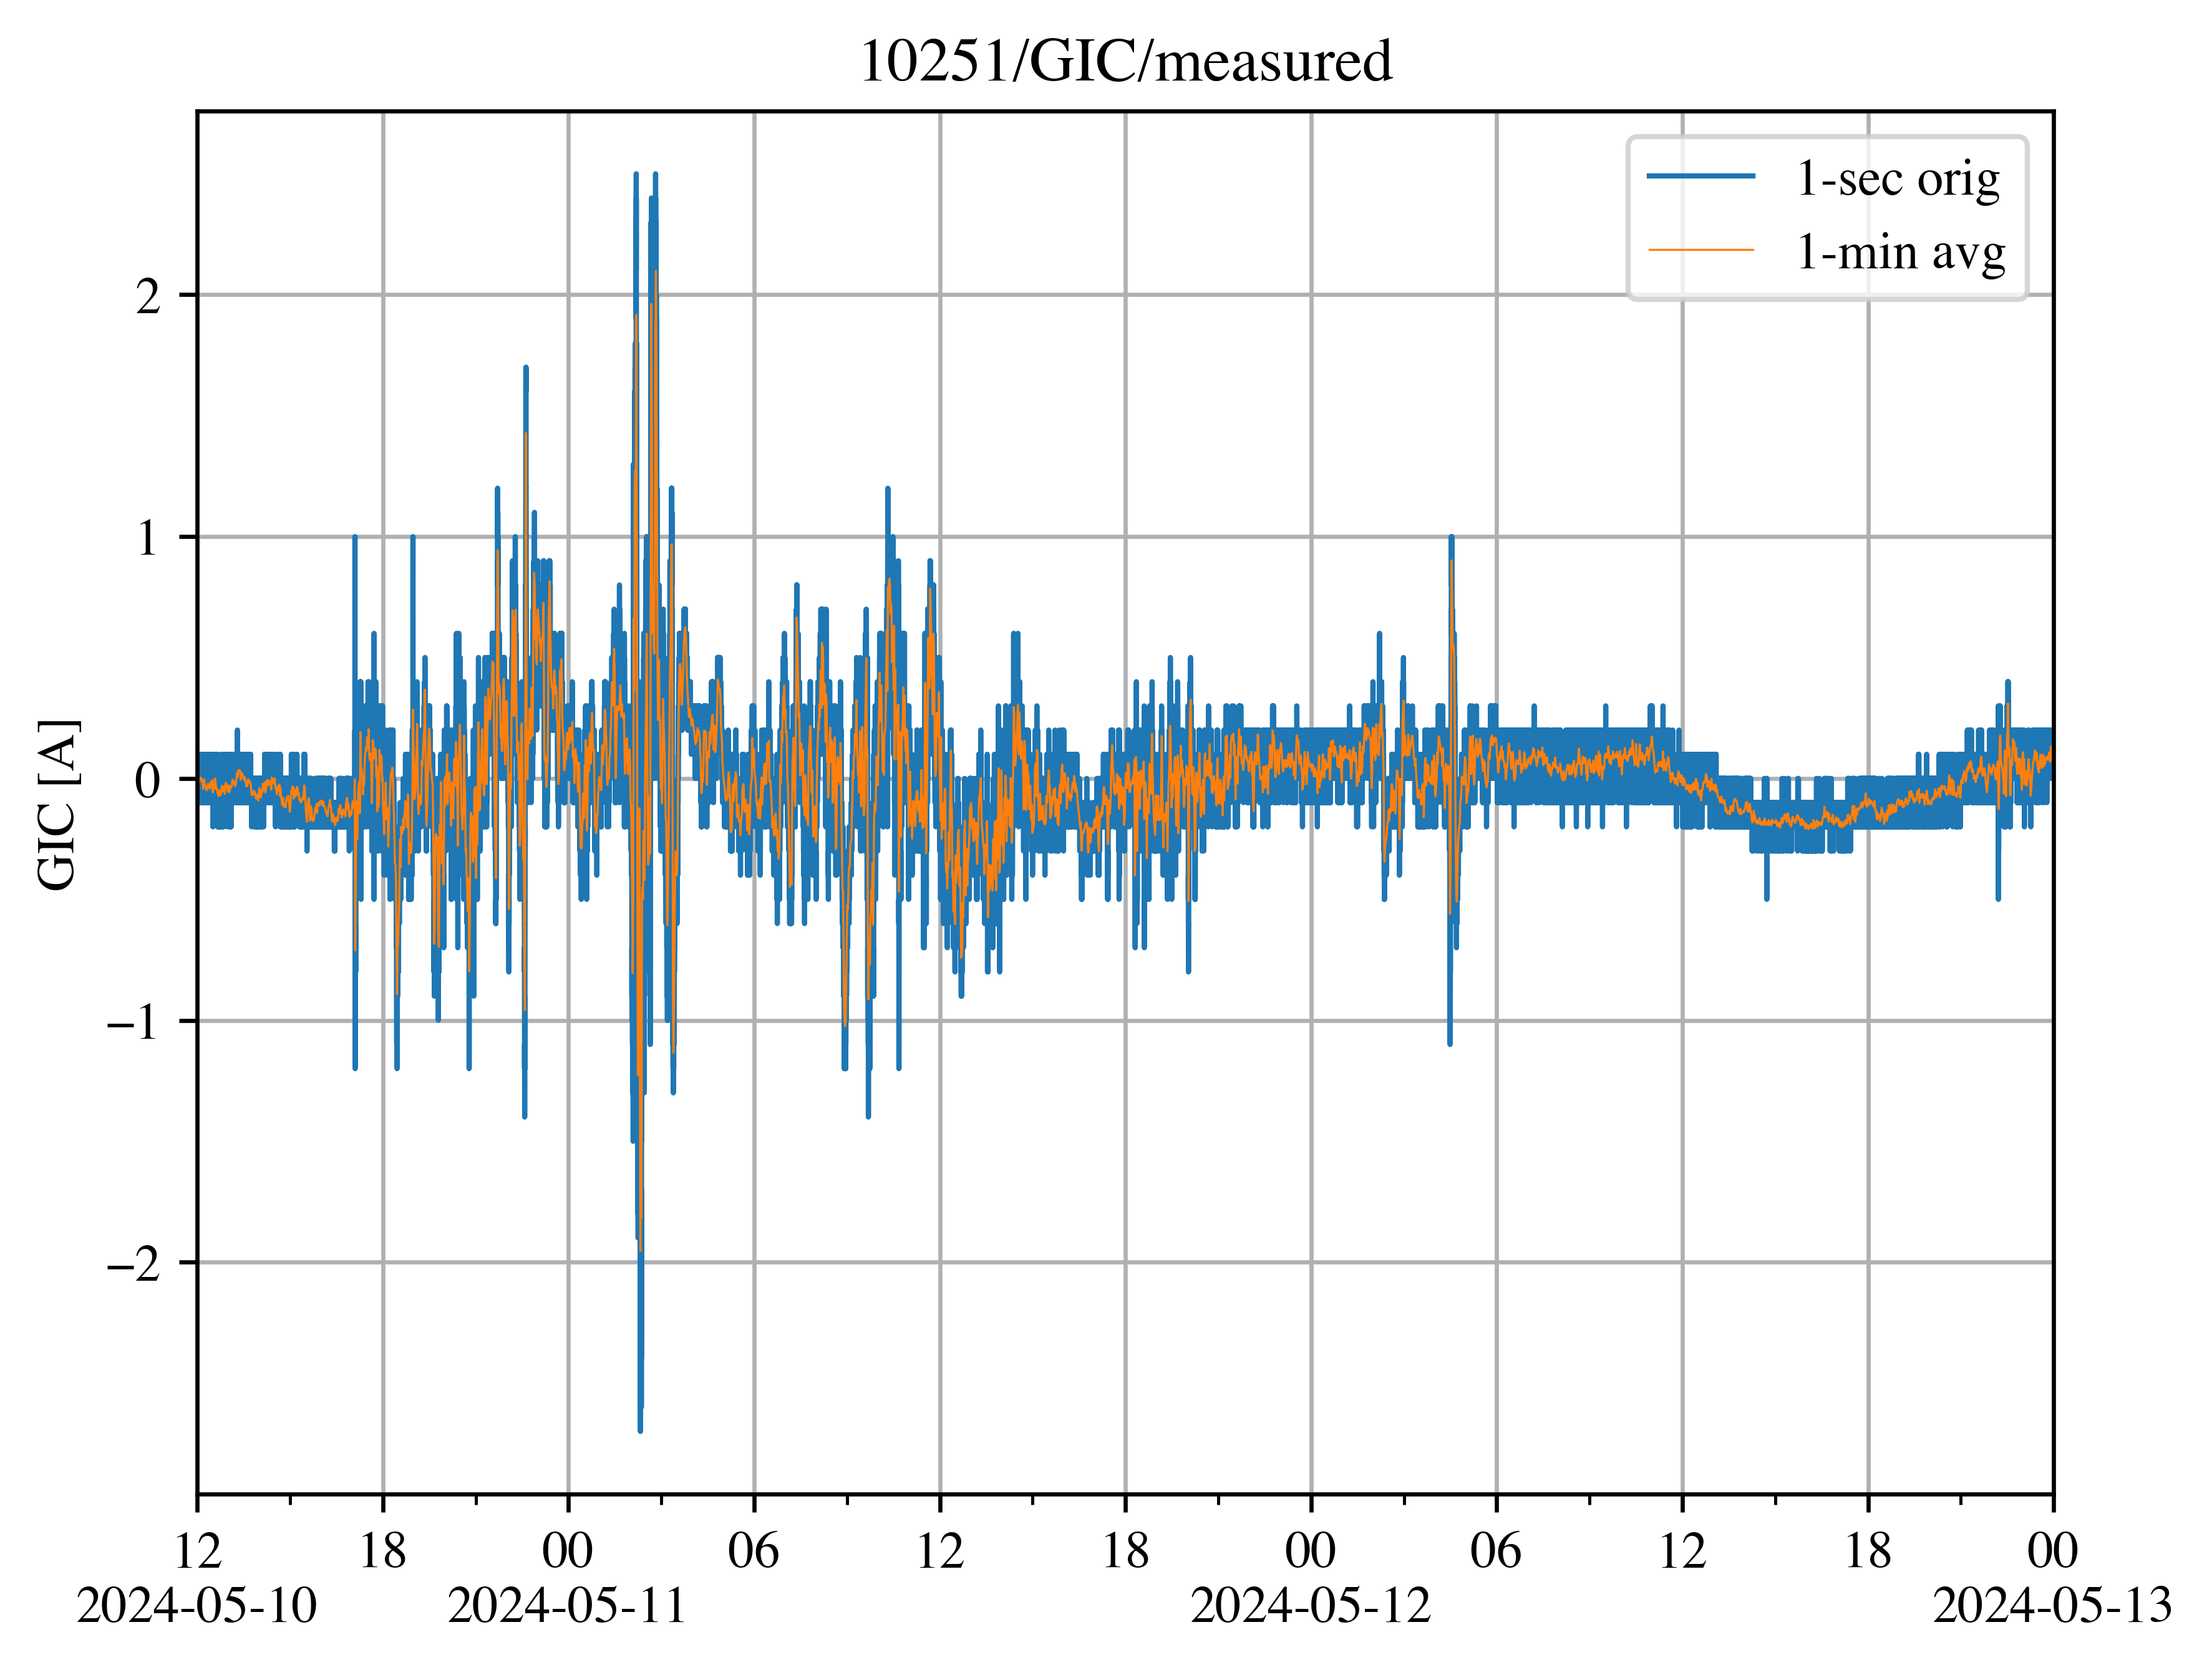 10251/GIC/measured
1-sec orig
1-min avg
GIC [A]
2
1
0
−1
−2
12 18 00 06 12 18 00 06 12 18 00
2024-05-10 2024-05-11 2024-05-12 2024-05-13